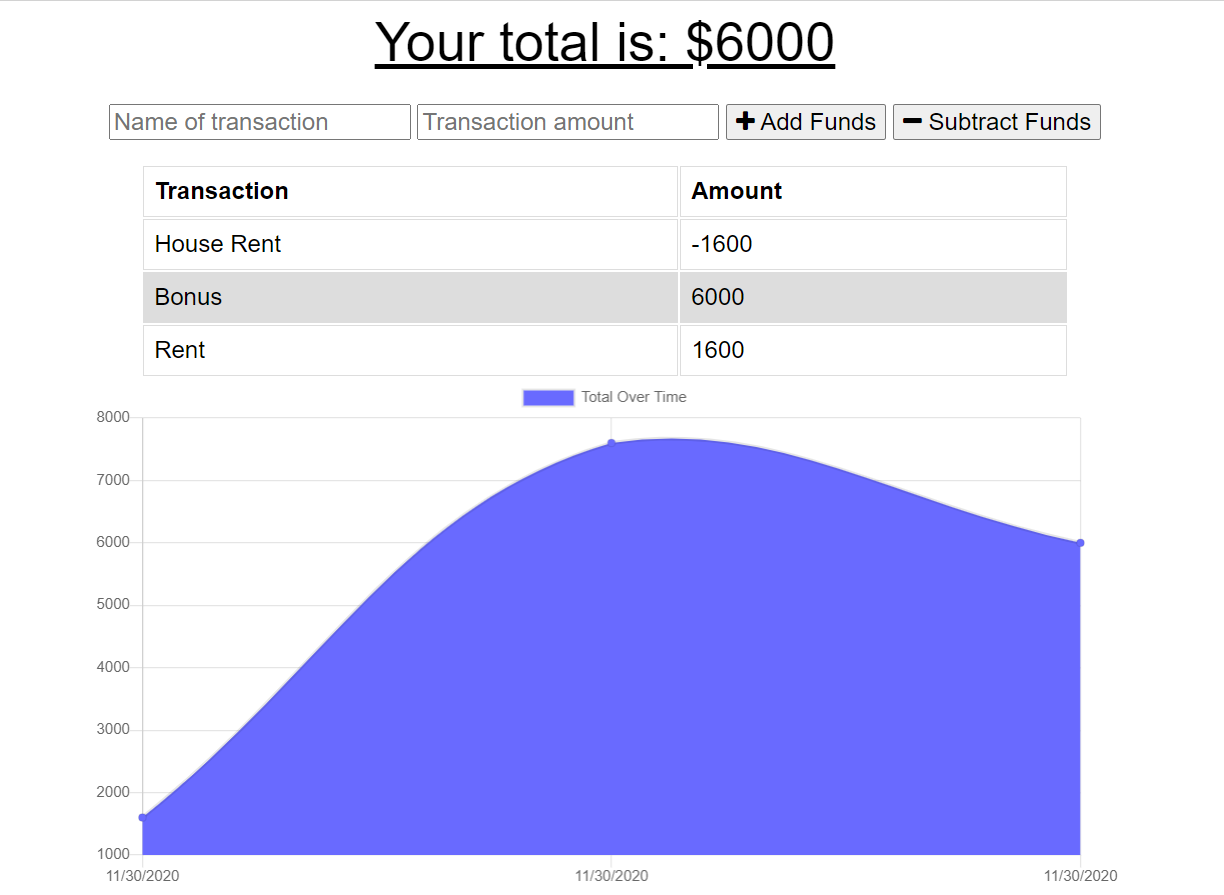 Your total is: $6000
Name of transaction Transaction amount Add Funds Subtract Funds
Transaction Amount
House Rent -1600
Bonus 6000
Rent 1600
Total Over Time
8000
7000
6000
5000
4000
3000
2000
1000
11/30/2020 11/30/2020 11/30/2020